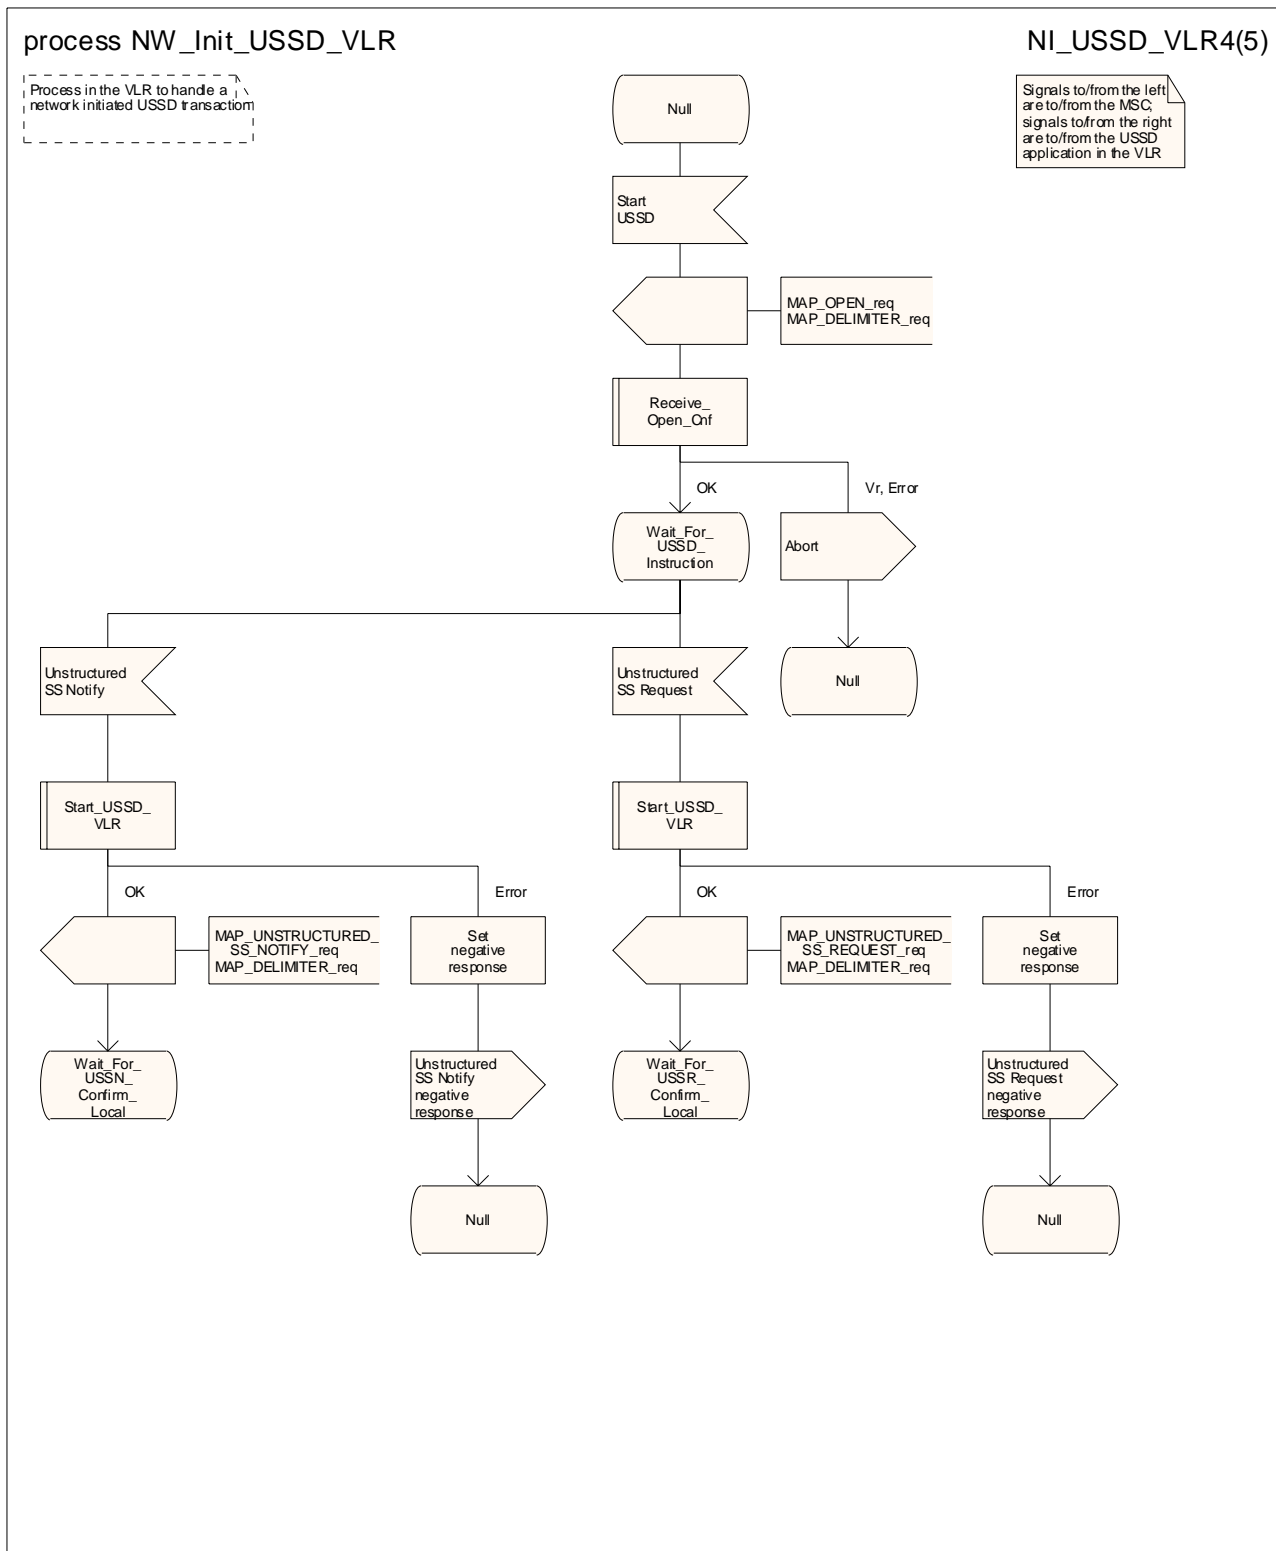 process NW_Init_USSD_VLR
NI_USSD_VLR4(5)
Process in the VLR to handle a
network initiated USSD transaction
Signals to/from the left
are to/from the MSC;
signals to/from the right
are to/from the USSD
application in the VLR
Null
Start
USSD
MAP_OPEN_req
MAP_DELIMITER_req
Receive_
Open_Cnf
OK
Vr, Error
Wait_For_
USSD_
Instruction
Abort
Unstructured
SS Notify
Unstructured
SS Request
Null
Start_USSD_
VLR
Start_USSD_
VLR
OK
Error
OK
Error
MAP_UNSTRUCTURED_
SS_NOTIFY_req
MAP_DELIMITER_req
Set
negative
response
MAP_UNSTRUCTURED_
SS_REQUEST_req
MAP_DELIMITER_req
Set
negative
response
Wait_For_
USSN_
Confirm_
Local
Unstructured
SS Notify
negative
response
Wait_For_
USSR_
Confirm_
Local
Unstructured
SS Request
negative
response
Null
Null